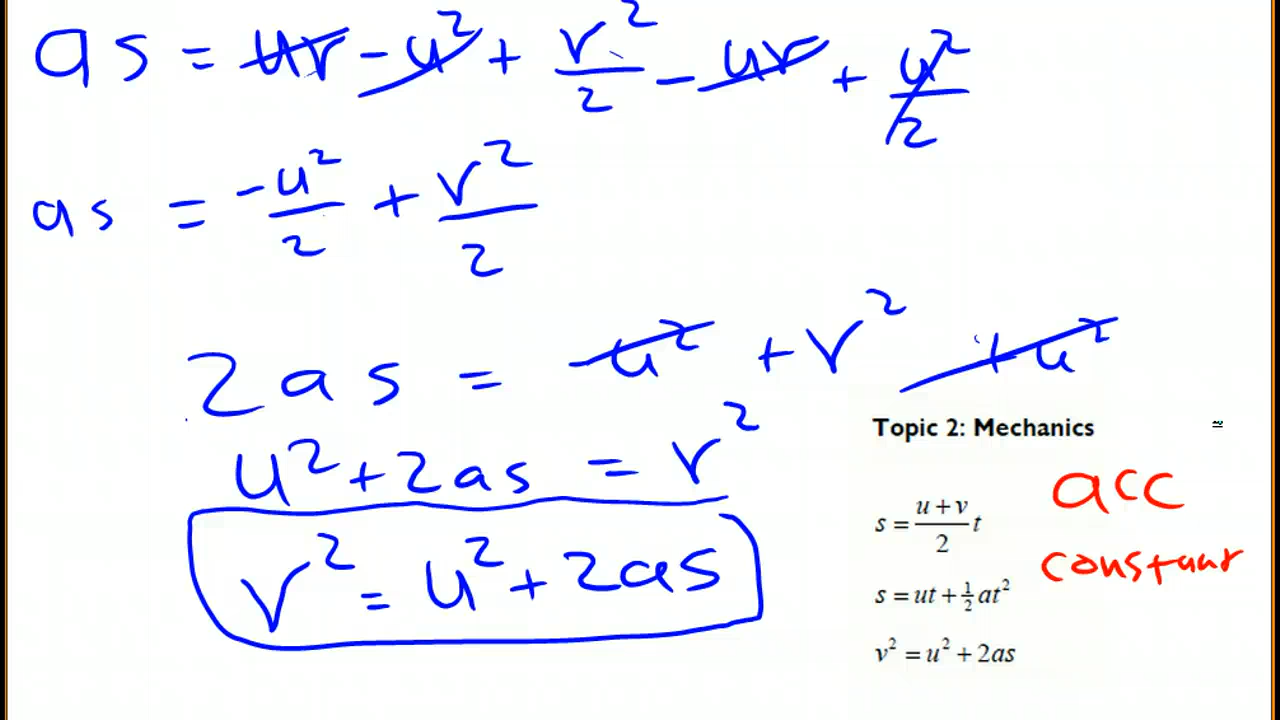 as = uv - u² + v²/2 - uv + u²/2
as = -u²/2 + v²/2
2as = -u² + v² + u²
u² + 2as = v²
v² = u² + 2as
Topic 2: Mechanics
s = (u + v)/2 t
s = ut + ½at²
v² = u² + 2as
acc
constant